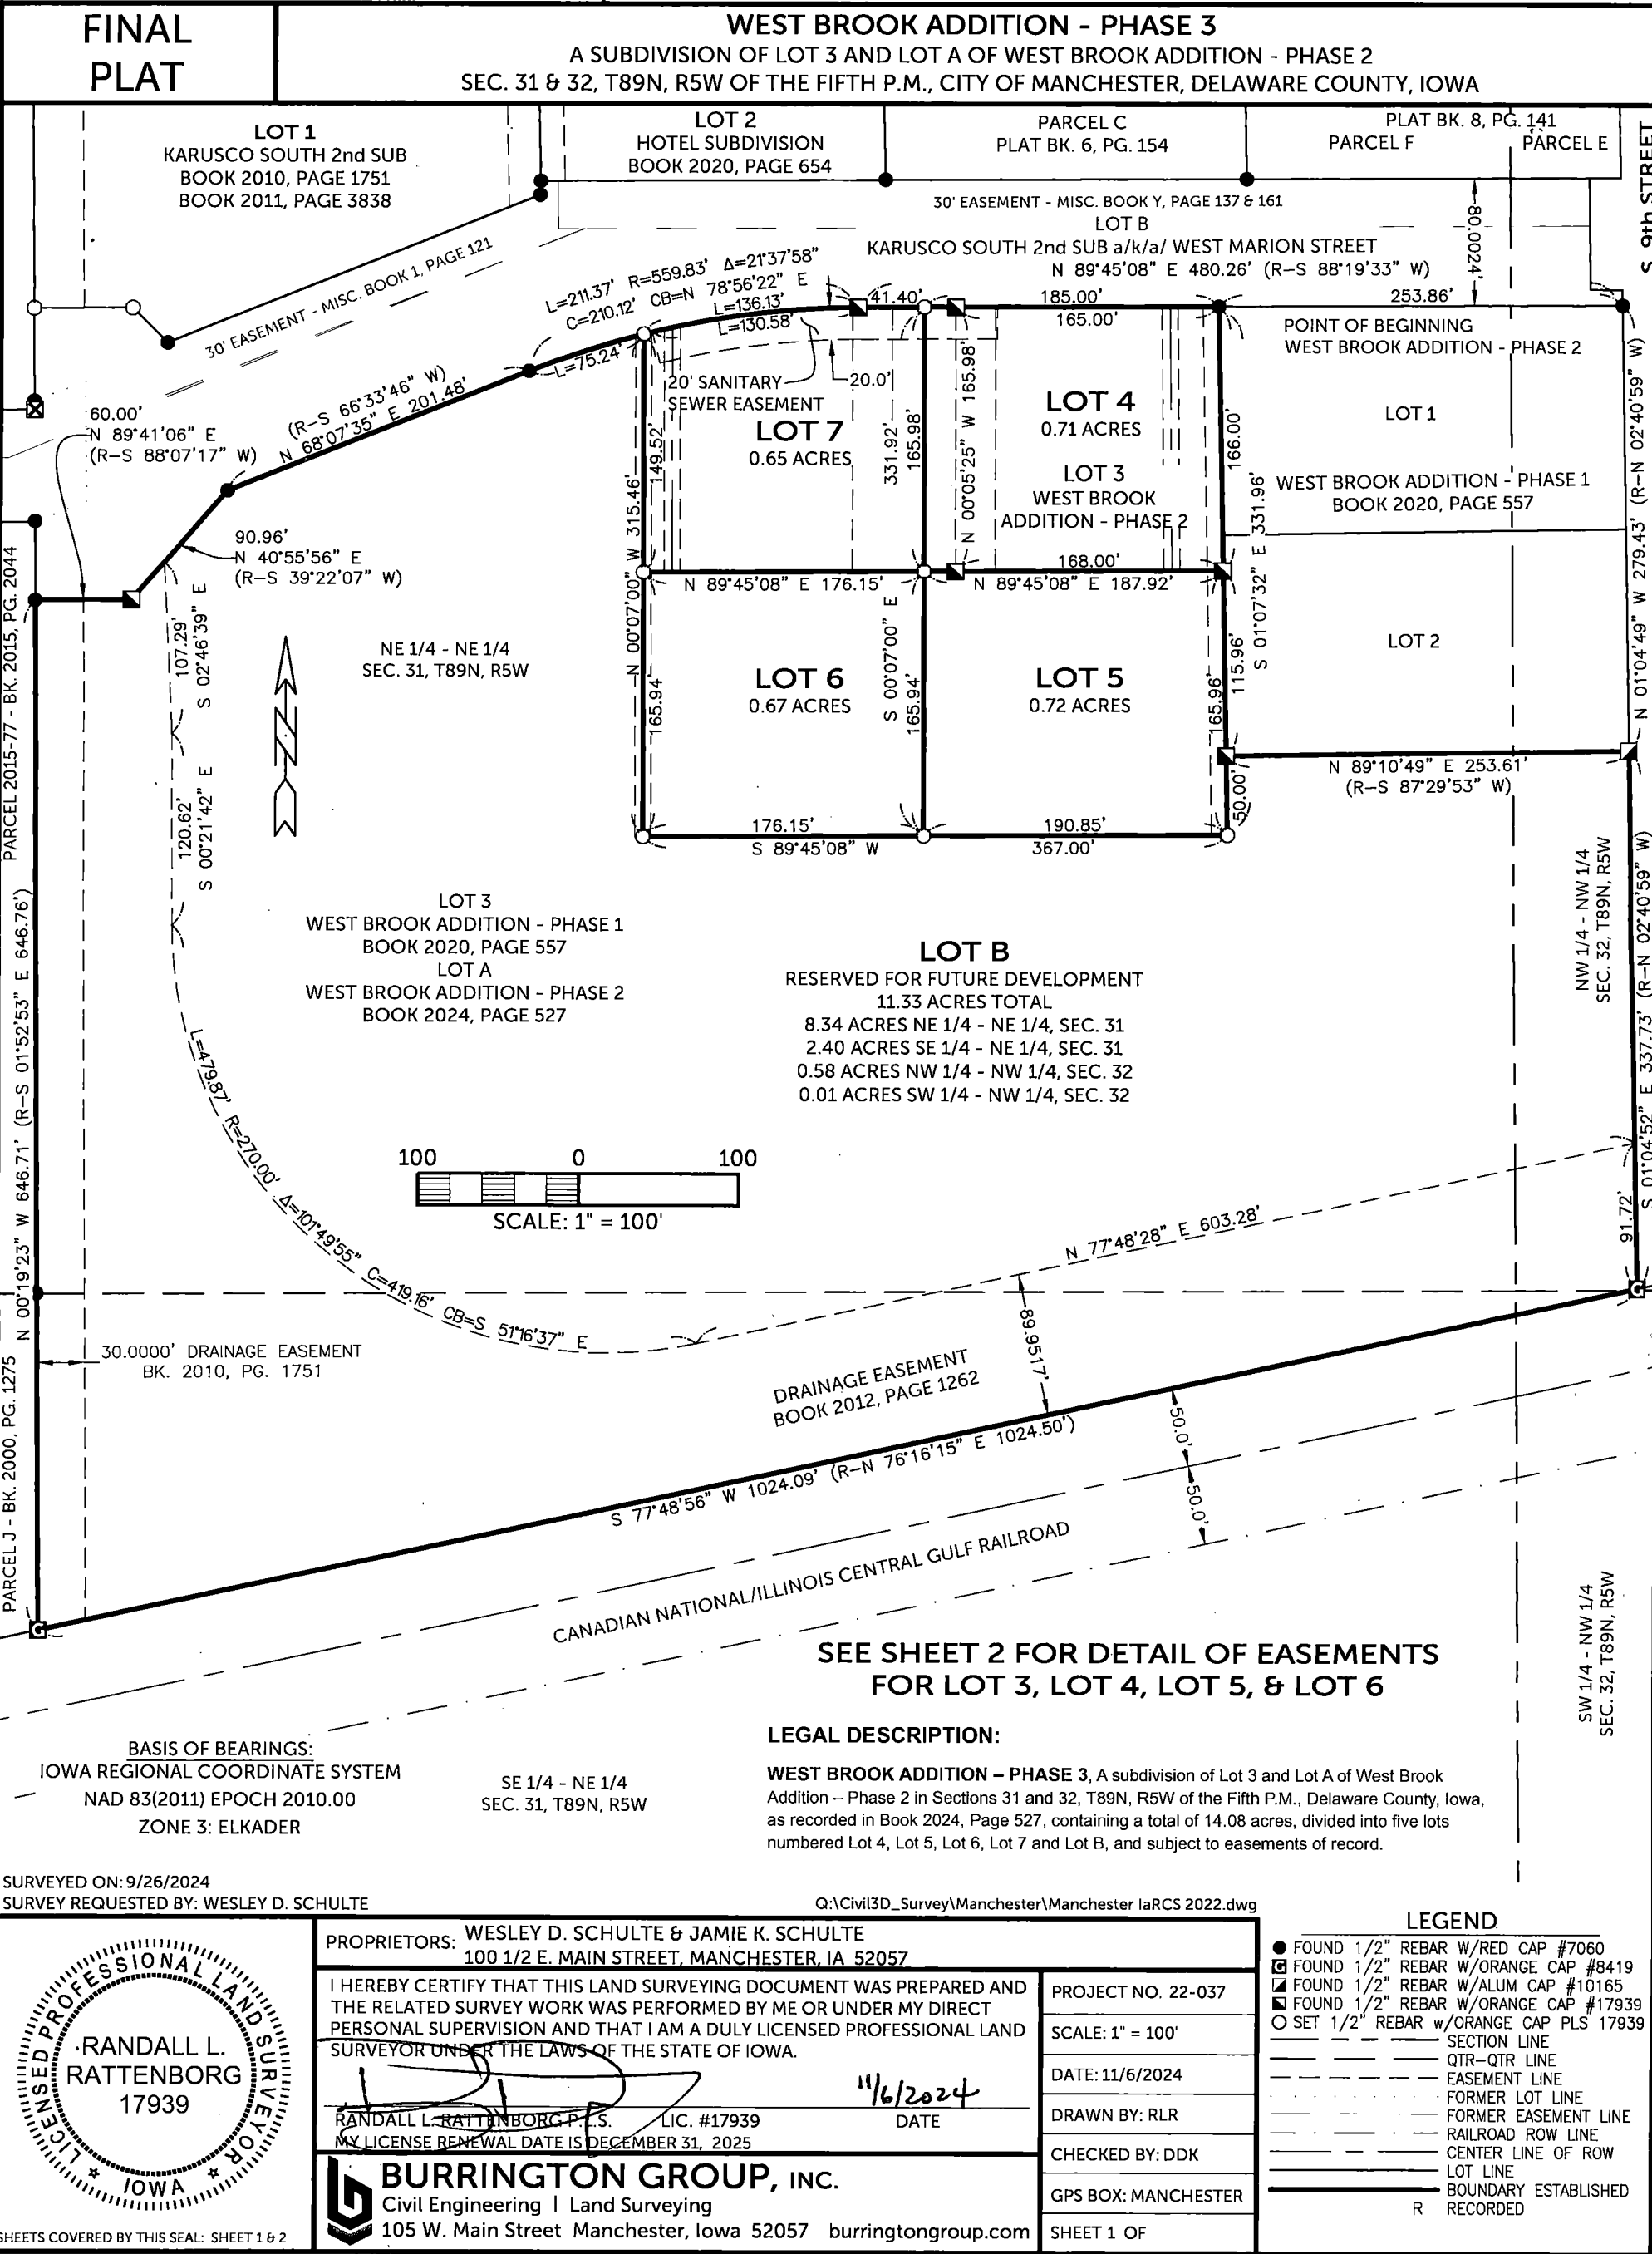 FINAL
PLAT
WEST BROOK ADDITION - PHASE 3
A SUBDIVISION OF LOT 3 AND LOT A OF WEST BROOK ADDITION - PHASE 2
SEC. 31 & 32, T89N, R5W OF THE FIFTH P.M., CITY OF MANCHESTER, DELAWARE COUNTY, IOWA
LOT 1
KARUSCO SOUTH 2nd SUB
BOOK 2010, PAGE 1751
BOOK 2011, PAGE 3838
LOT 2
HOTEL SUBDIVISION
BOOK 2020, PAGE 654
PARCEL C
PLAT BK. 6, PG. 154
PLAT BK. 8, PG. 141
PARCEL F
PARCEL E
S 9th STREET
30' EASEMENT - MISC. BOOK 1, PAGE 121
30' EASEMENT - MISC. BOOK Y, PAGE 137 & 161
LOT B
KARUSCO SOUTH 2nd SUB a/k/a/ WEST MARION STREET
N 89°45'08" E 480.26' (R-S 88°19'33" W)
80.0024'
L=211.37' R=559.83' Δ=21°37'58"
C=210.12' CB=N 78°56'22" E
L=136.13'
L=130.58'
L=75.24'
41.40'
185.00'
165.00'
253.86'
POINT OF BEGINNING
WEST BROOK ADDITION - PHASE 2
60.00'
N 89°41'06" E
(R-S 88°07'17" W)
(R-S 66°33'46" W)
N 68°07'35" E 201.48'
90.96'
N 40°55'56" E
(R-S 39°22'07" W)
20' SANITARY
SEWER EASEMENT
20.0'
LOT 7
0.65 ACRES
149.52'
N 00°07'00" W 315.46'
331.92'
165.98'
N 00°05'25" W 165.98'
LOT 4
0.71 ACRES
LOT 3
WEST BROOK
ADDITION - PHASE 2
166.00'
S 01°07'32" E 331.96'
LOT 1
WEST BROOK ADDITION - PHASE 1
BOOK 2020, PAGE 557
N 01°04'49" W 279.43' (R-N 02°40'59" W)
N 89°45'08" E 176.15'
168.00'
N 89°45'08" E 187.92'
PARCEL 2015-77 - BK. 2015, PG. 2044
107.29'
S 02°46'39" E
120.62'
S 00°21'42" E
NE 1/4 - NE 1/4
SEC. 31, T89N, R5W
LOT 6
0.67 ACRES
165.94'
S 00°07'00" E
165.94'
LOT 5
0.72 ACRES
165.96'
115.96'
50.00'
LOT 2
N 89°10'49" E 253.61'
(R-S 87°29'53" W)
176.15'
S 89°45'08" W
190.85'
367.00'
NW 1/4 - NW 1/4
SEC. 32, T89N, R5W
LOT 3
WEST BROOK ADDITION - PHASE 1
BOOK 2020, PAGE 557
LOT A
WEST BROOK ADDITION - PHASE 2
BOOK 2024, PAGE 527
LOT B
RESERVED FOR FUTURE DEVELOPMENT
11.33 ACRES TOTAL
8.34 ACRES NE 1/4 - NE 1/4, SEC. 31
2.40 ACRES SE 1/4 - NE 1/4, SEC. 31
0.58 ACRES NW 1/4 - NW 1/4, SEC. 32
0.01 ACRES SW 1/4 - NW 1/4, SEC. 32
N 00°19'23" W 646.71' (R-S 01°52'53" E 646.76')
S 01°04'52" E 337.73' (R-N 02°40'59" W)
91.72'
L=479.87' R=270.00' Δ=101°49'55" C=419.16' CB=S 51°16'37" E
100 0 100
SCALE: 1" = 100'
N 77°48'28" E 603.28'
89.9517'
30.0000' DRAINAGE EASEMENT
BK. 2010, PG. 1751
DRAINAGE EASEMENT
BOOK 2012, PAGE 1262
PARCEL J - BK. 2000, PG. 1275
S 77°48'56" W 1024.09' (R-N 76°16'15" E 1024.50')
50.0'
50.0'
CANADIAN NATIONAL/ILLINOIS CENTRAL GULF RAILROAD
SEE SHEET 2 FOR DETAIL OF EASEMENTS
FOR LOT 3, LOT 4, LOT 5, & LOT 6
SW 1/4 - NW 1/4
SEC. 32, T89N, R5W
BASIS OF BEARINGS:
IOWA REGIONAL COORDINATE SYSTEM
NAD 83(2011) EPOCH 2010.00
ZONE 3: ELKADER
SE 1/4 - NE 1/4
SEC. 31, T89N, R5W
LEGAL DESCRIPTION:
WEST BROOK ADDITION – PHASE 3, A subdivision of Lot 3 and Lot A of West Brook
Addition – Phase 2 in Sections 31 and 32, T89N, R5W of the Fifth P.M., Delaware County, Iowa,
as recorded in Book 2024, Page 527, containing a total of 14.08 acres, divided into five lots
numbered Lot 4, Lot 5, Lot 6, Lot 7 and Lot B, and subject to easements of record.
SURVEYED ON: 9/26/2024
SURVEY REQUESTED BY: WESLEY D. SCHULTE
Q:\Civil3D_Survey\Manchester\Manchester IaRCS 2022.dwg
LICENSED PROFESSIONAL LAND SURVEYOR
RANDALL L.
RATTENBORG
17939
IOWA
SHEETS COVERED BY THIS SEAL: SHEET 1 & 2
PROPRIETORS: WESLEY D. SCHULTE & JAMIE K. SCHULTE
100 1/2 E. MAIN STREET, MANCHESTER, IA 52057
I HEREBY CERTIFY THAT THIS LAND SURVEYING DOCUMENT WAS PREPARED AND
THE RELATED SURVEY WORK WAS PERFORMED BY ME OR UNDER MY DIRECT
PERSONAL SUPERVISION AND THAT I AM A DULY LICENSED PROFESSIONAL LAND
SURVEYOR UNDER THE LAWS OF THE STATE OF IOWA.
11/6/2024
RANDALL L. RATTENBORG P.L.S. LIC. #17939 DATE
MY LICENSE RENEWAL DATE IS DECEMBER 31, 2025
BURRINGTON GROUP, INC.
Civil Engineering | Land Surveying
105 W. Main Street Manchester, Iowa 52057 burringtongroup.com
PROJECT NO. 22-037
SCALE: 1" = 100'
DATE: 11/6/2024
DRAWN BY: RLR
CHECKED BY: DDK
GPS BOX: MANCHESTER
SHEET 1 OF
LEGEND
FOUND 1/2" REBAR W/RED CAP #7060
G FOUND 1/2" REBAR W/ORANGE CAP #8419
FOUND 1/2" REBAR W/ALUM CAP #10165
FOUND 1/2" REBAR W/ORANGE CAP #17939
SET 1/2" REBAR w/ORANGE CAP PLS 17939
SECTION LINE
QTR-QTR LINE
EASEMENT LINE
FORMER LOT LINE
FORMER EASEMENT LINE
RAILROAD ROW LINE
CENTER LINE OF ROW
LOT LINE
BOUNDARY ESTABLISHED
R RECORDED